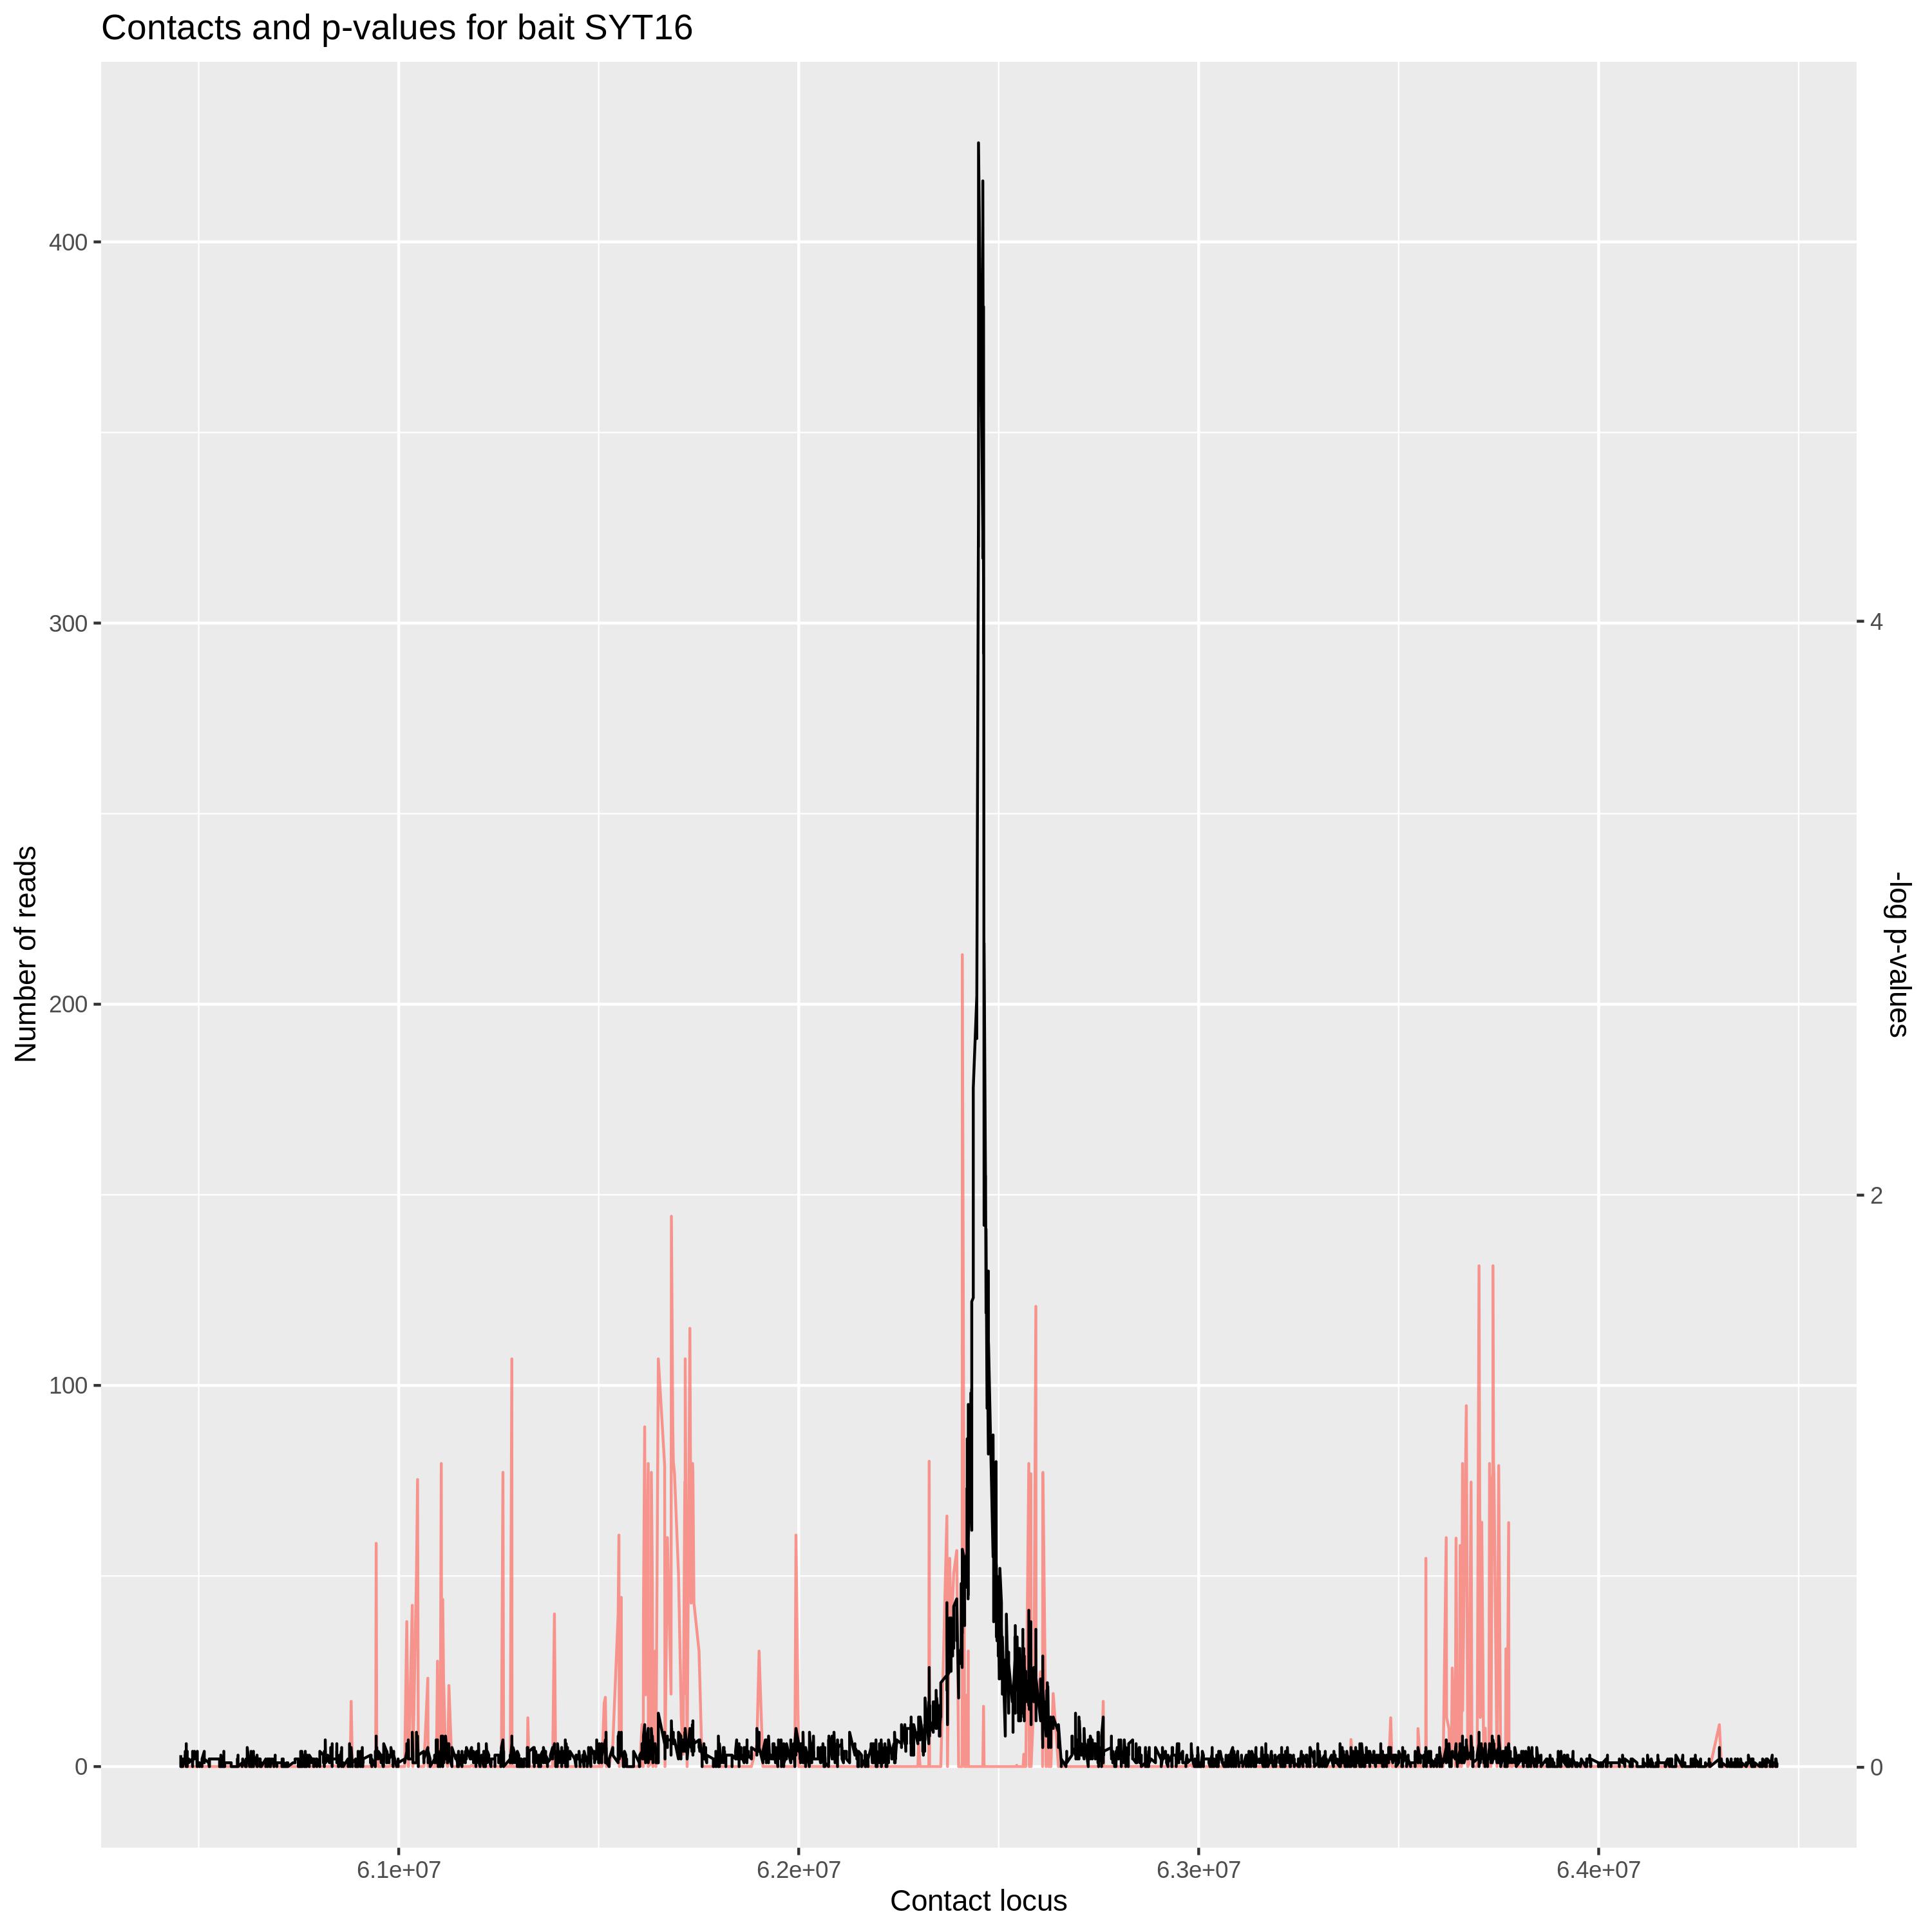 Contacts and p-values for bait SYT16
400
300
200
100
0
Number of reads
4
2
0
-log p-values
6.1e+07
6.2e+07
6.3e+07
6.4e+07
Contact locus